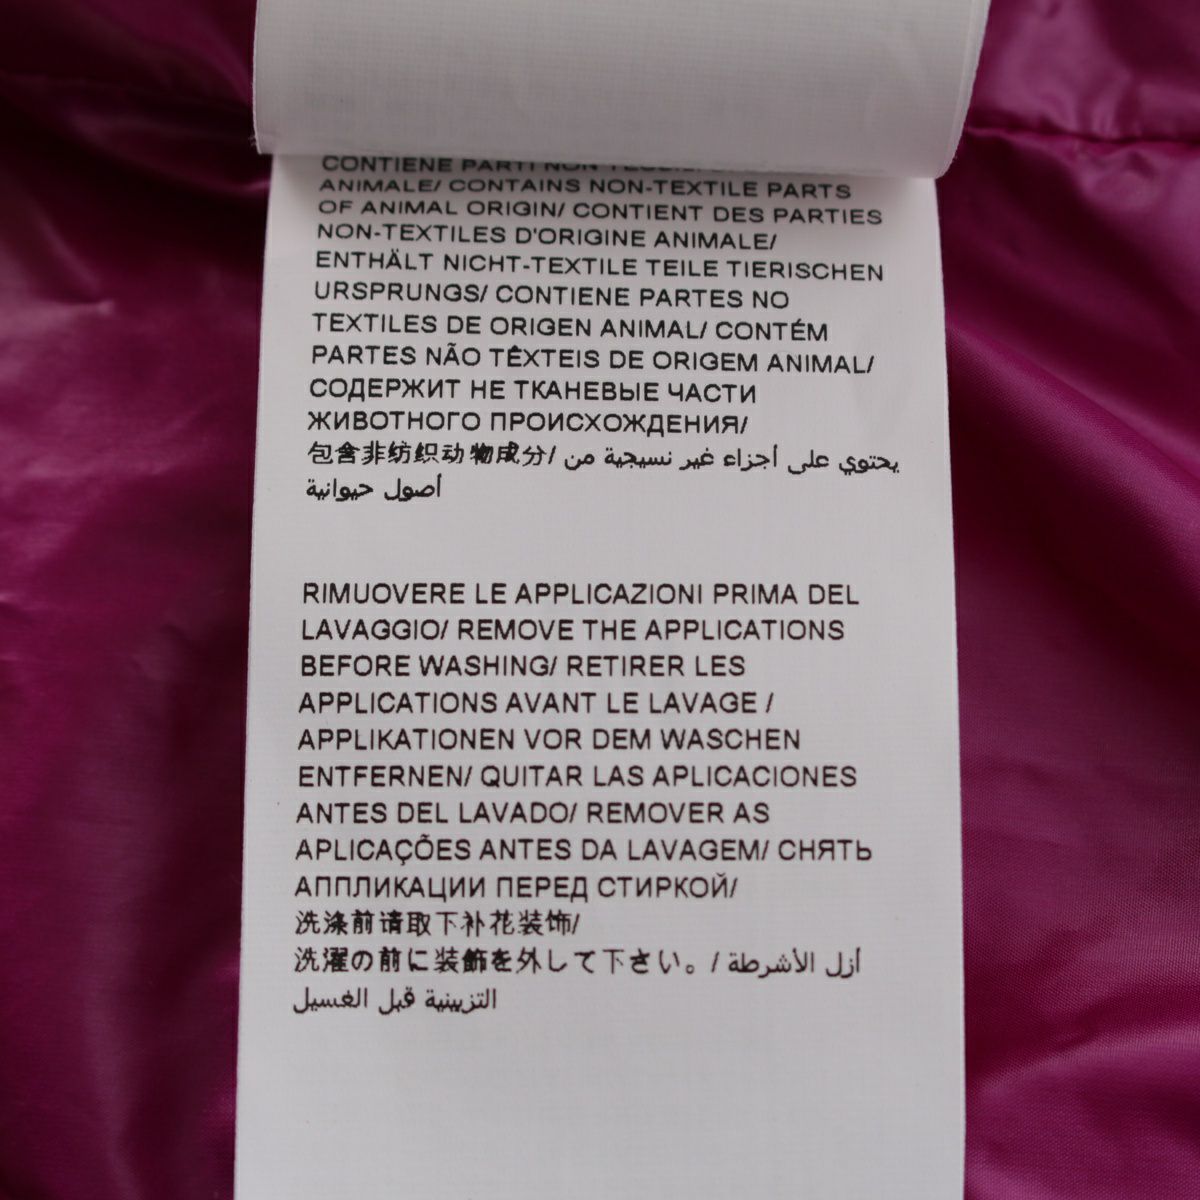 CONTIENE PARTI NON
ANIMALE/ CONTAINS NON-TEXTILE PARTS
OF ANIMAL ORIGIN/ CONTIENT DES PARTIES
NON-TEXTILES D'ORIGINE ANIMALE/
ENTHÄLT NICHT-TEXTILE TEILE TIERISCHEN
URSPRUNGS/ CONTIENE PARTES NO
TEXTILES DE ORIGEN ANIMAL/ CONTÉM
PARTES NÃO TÊXTEIS DE ORIGEM ANIMAL/
СОДЕРЖИТ НЕ ТКАНЕВЫЕ ЧАСТИ
ЖИВОТНОГО ПРОИСХОЖДЕНИЯ/
包含非纺织动物成分/ يحتوي على أجزاء غير نسيجية من
أصول حيوانية
RIMUOVERE LE APPLICAZIONI PRIMA DEL
LAVAGGIO/ REMOVE THE APPLICATIONS
BEFORE WASHING/ RETIRER LES
APPLICATIONS AVANT LE LAVAGE /
APPLIKATIONEN VOR DEM WASCHEN
ENTFERNEN/ QUITAR LAS APLICACIONES
ANTES DEL LAVADO/ REMOVER AS
APLICAÇÕES ANTES DA LAVAGEM/ СНЯТЬ
АППЛИКАЦИИ ПЕРЕД СТИРКОЙ/
洗涤前请取下补花装饰/
洗濯の前に装飾を外して下さい。/ أزل الأشرطة
التزيينية قبل الغسيل